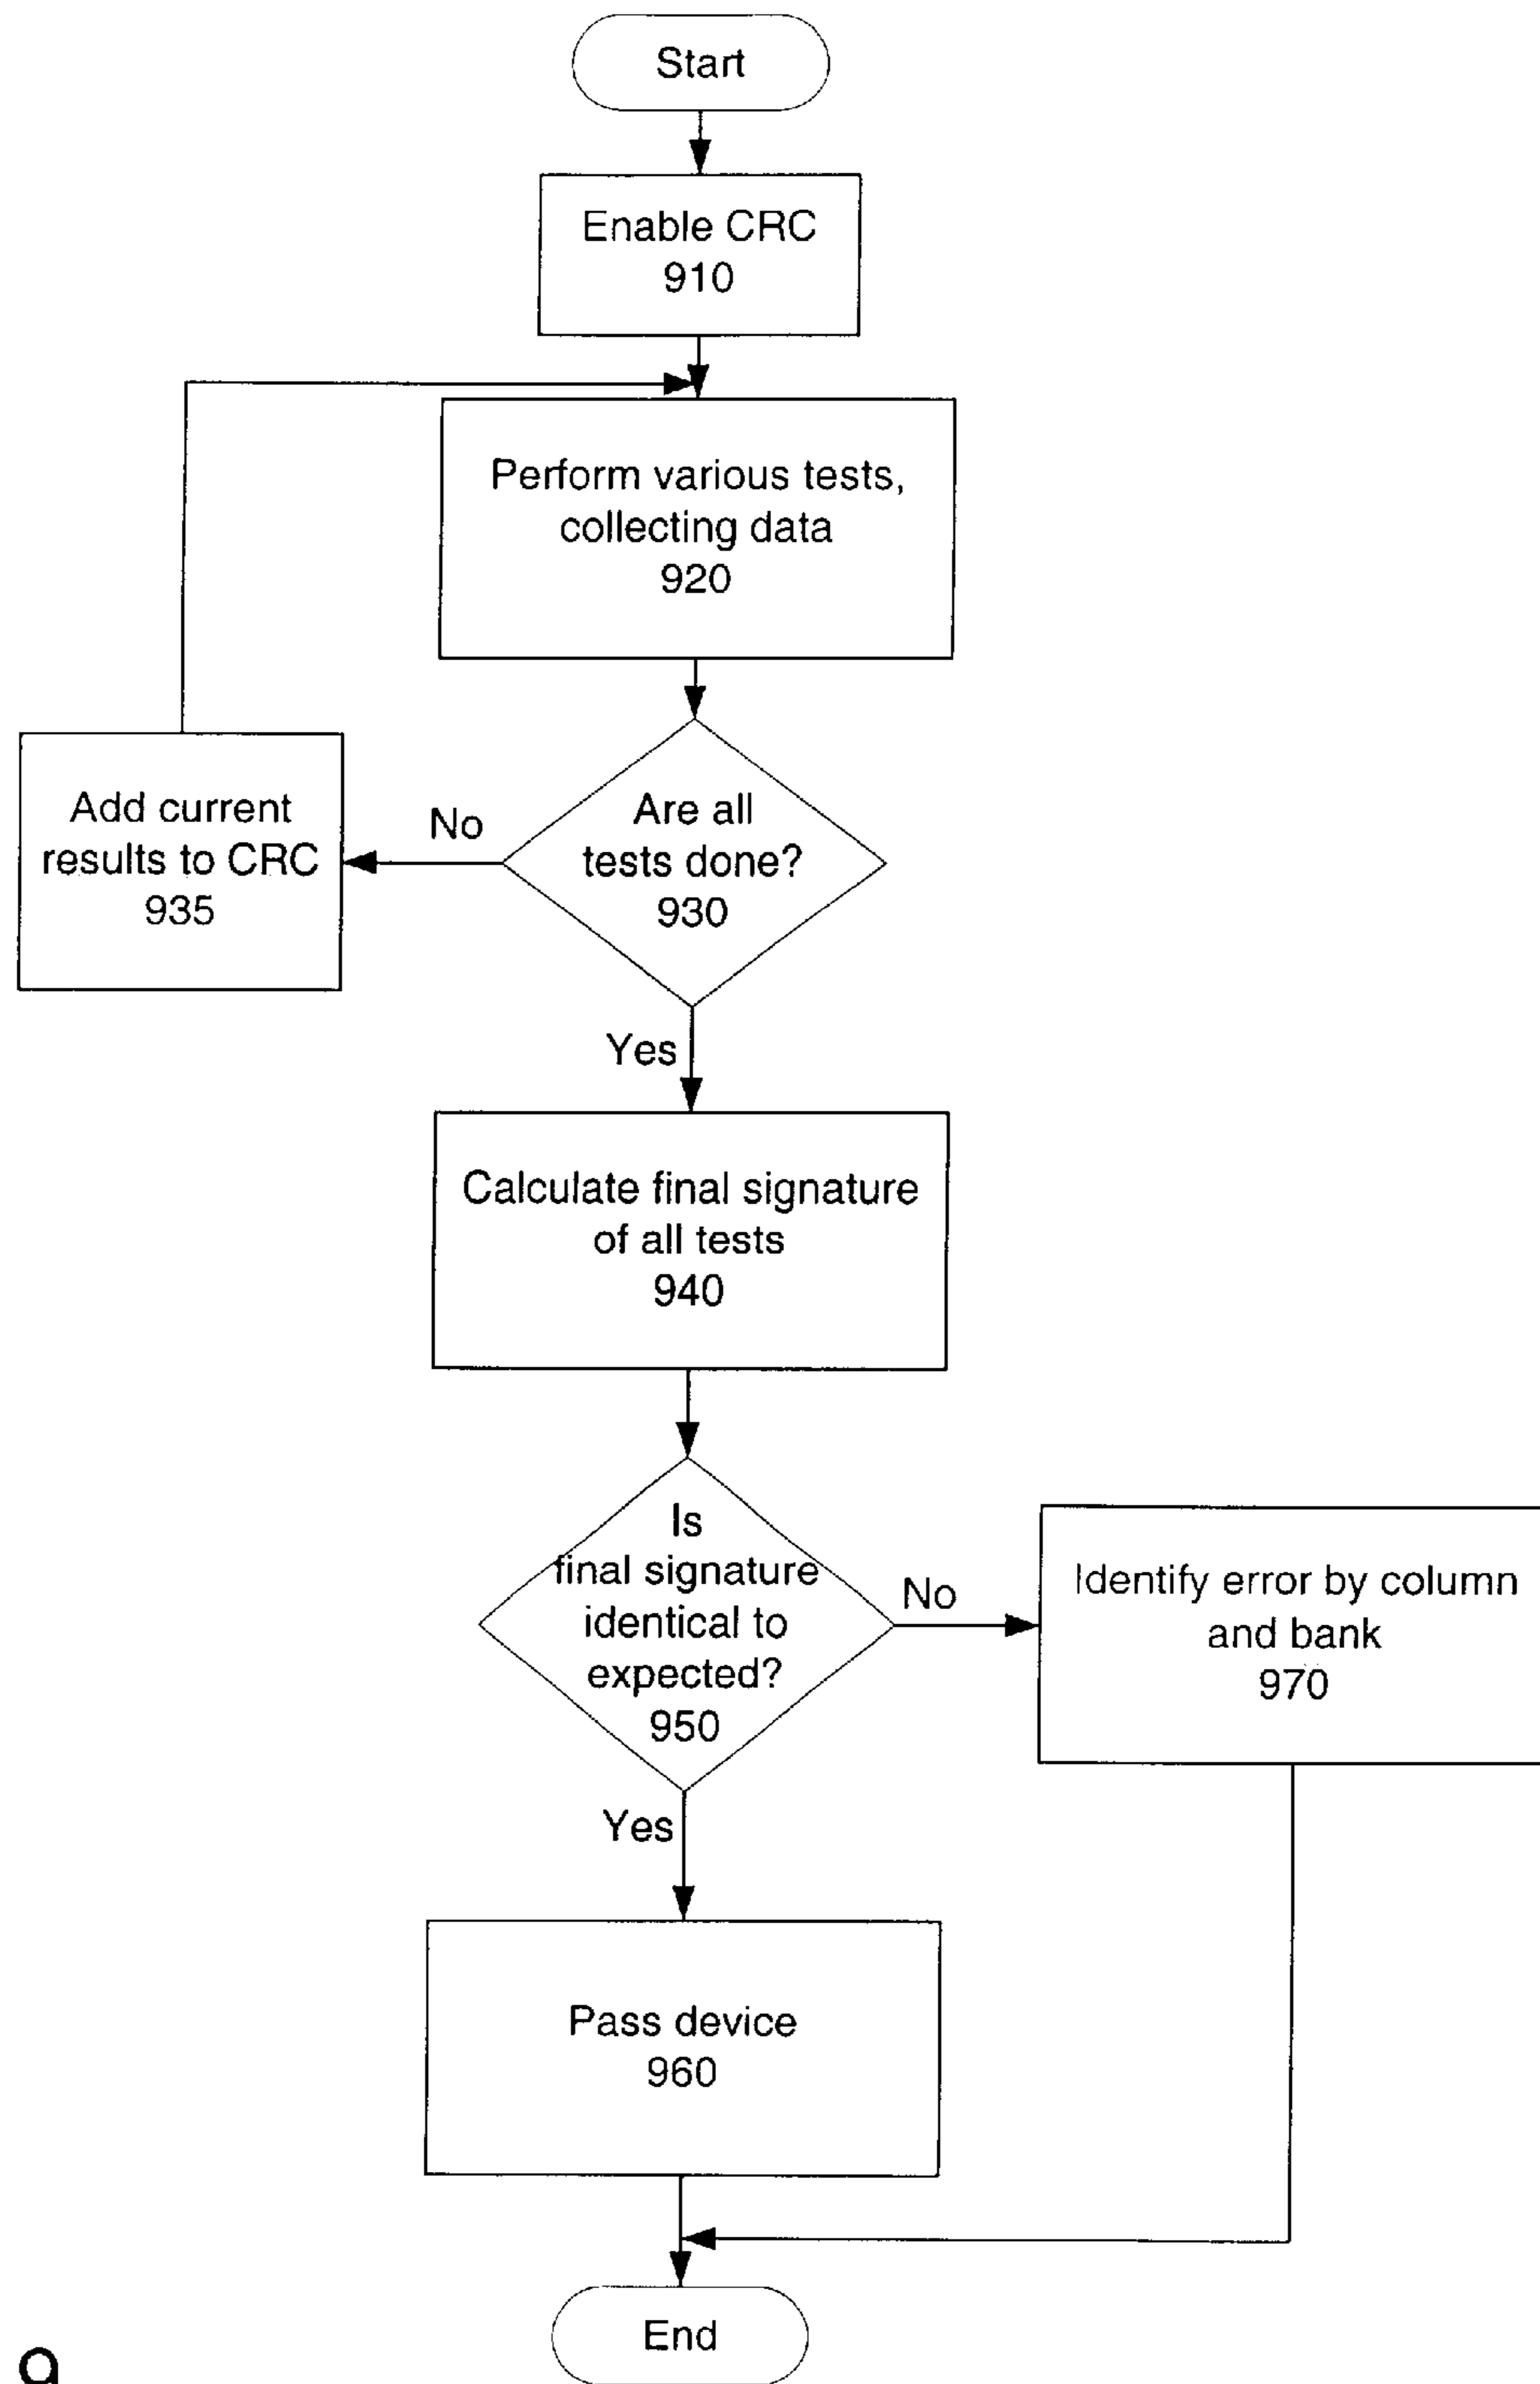 Start
Enable CRC
910
Perform various tests,
collecting data
920
Add current
results to CRC
935
No
Are all
tests done?
930
Yes
Calculate final signature
of all tests
940
Is
final signature
identical to
expected?
950
No
Identify error by column
and bank
970
Yes
Pass device
960
End
9